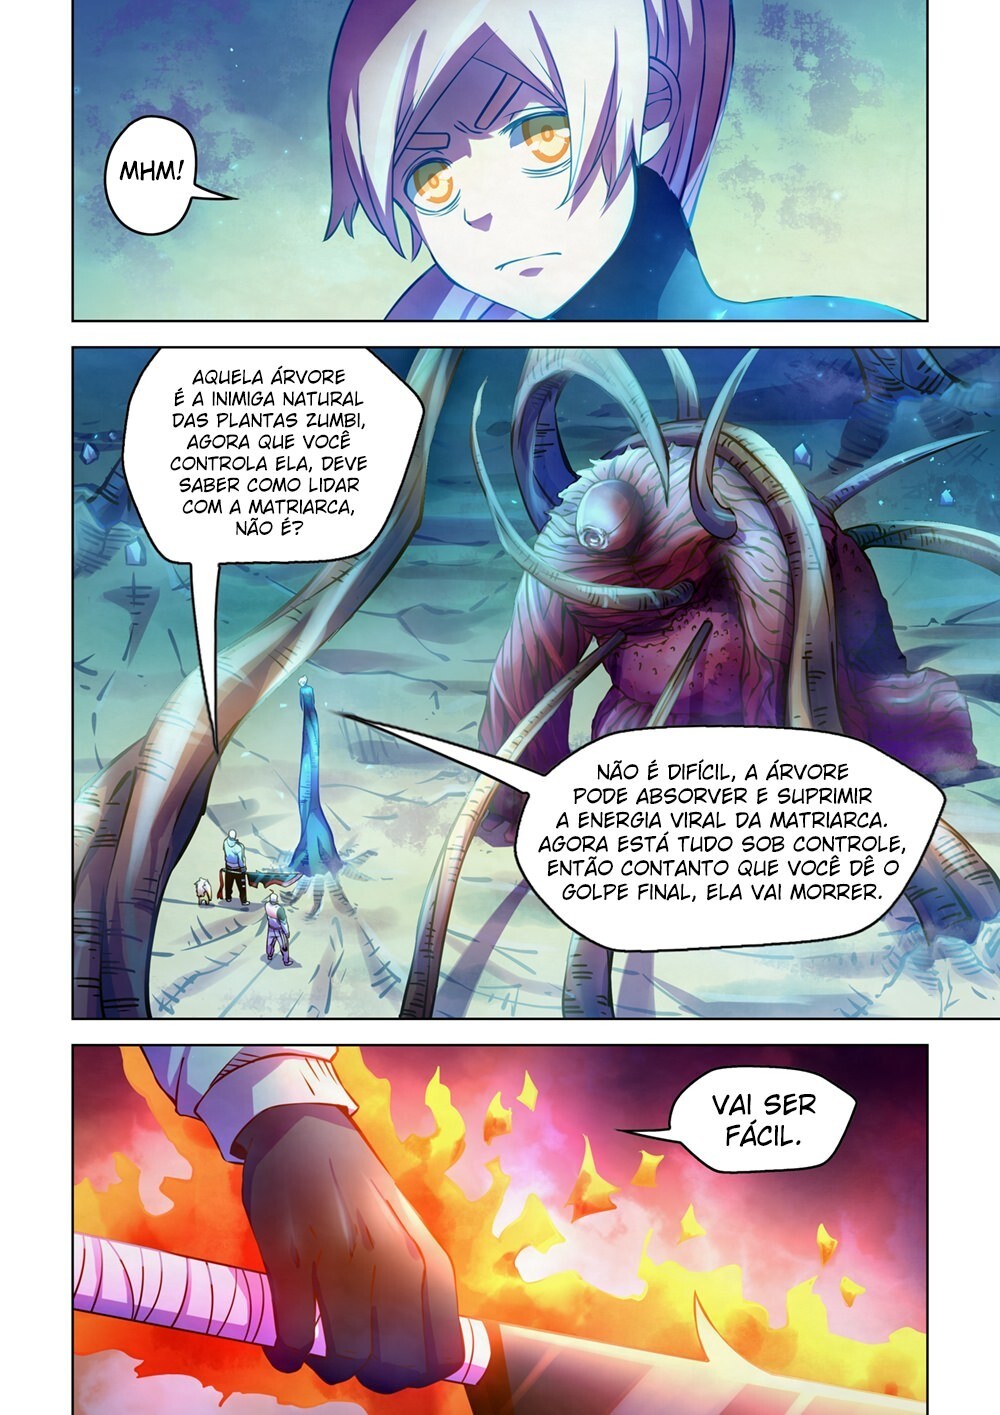 MHM!
AQUELA ÁRVORE
É A INIMIGA NATURAL
DAS PLANTAS ZUMBI,
AGORA QUE VOCÊ
CONTROLA ELA, DEVE
SABER COMO LIDAR
COM A MATRIARCA,
NÃO É?
NÃO É DIFÍCIL, A ÁRVORE
PODE ABSORVER E SUPRIMIR
A ENERGIA VIRAL DA MATRIARCA.
AGORA ESTÁ TUDO SOB CONTROLE,
ENTÃO CONTANTO QUE VOCÊ DÊ O
GOLPE FINAL, ELA VAI MORRER.
VAI SER
FÁCIL.